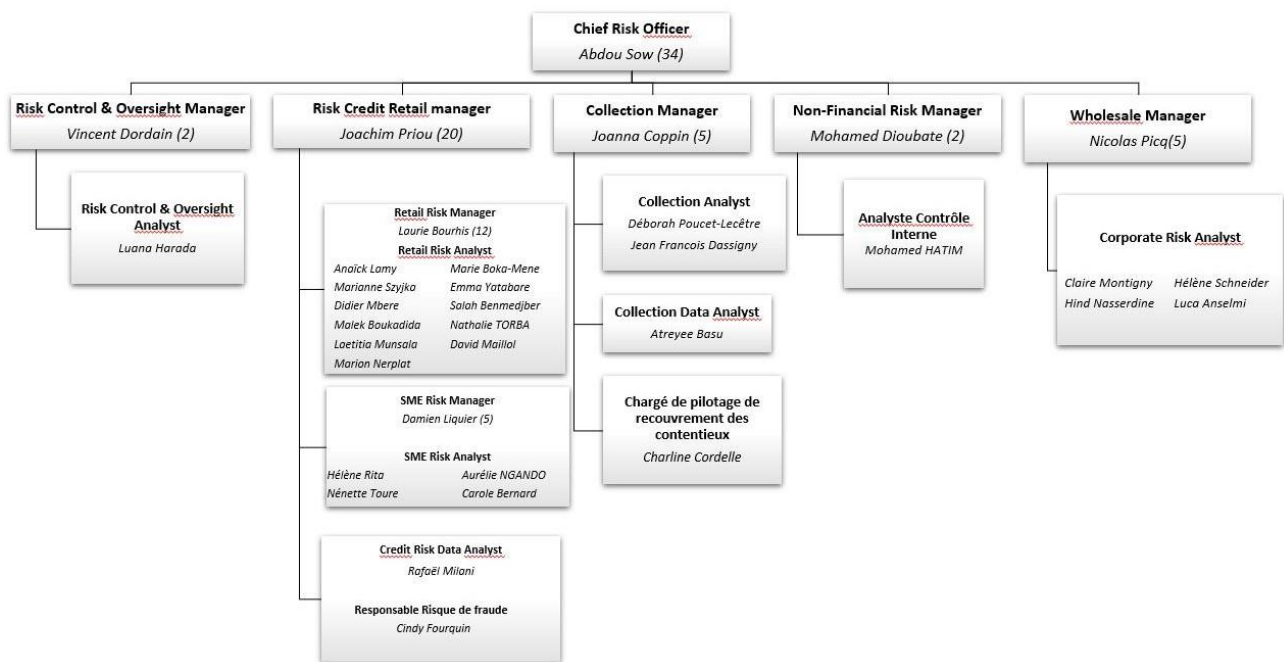 Chief Risk Officer
Abdou Sow (34)
Risk Control & Oversight Manager
Vincent Dordain (2)
Risk Control & Oversight
Analyst
Luana Harada
Risk Credit Retail manager
Joachim Priou (20)
Retail Risk Manager
Laurie Bourhis (12)
Retail Risk Analyst
Anaïck Lamy Marie Boka-Mene
Marianne Szyjka Emma Yatabare
Didier Mbere Salah Benmedjber
Malek Boukadida Nathalie TORBA
Laetitia Munsala David Maillol
Marion Nerplat
SME Risk Manager
Damien Liquier (5)
SME Risk Analyst
Hélène Rita Aurélie NGANDO
Nénette Toure Carole Bernard
Credit Risk Data Analyst
Rafaël Milani
Responsable Risque de fraude
Cindy Fourquin
Collection Manager
Joanna Coppin (5)
Collection Analyst
Déborah Poucet-Lecêtre
Jean Francois Dassigny
Collection Data Analyst
Atreyee Basu
Chargé de pilotage de
recouvrement des
contentieux
Charline Cordelle
Non-Financial Risk Manager
Mohamed Dioubate (2)
Analyste Contrôle
Interne
Mohamed HATIM
Wholesale Manager
Nicolas Picq(5)
Corporate Risk Analyst
Claire Montigny Hélène Schneider
Hind Nasserdine Luca Anselmi